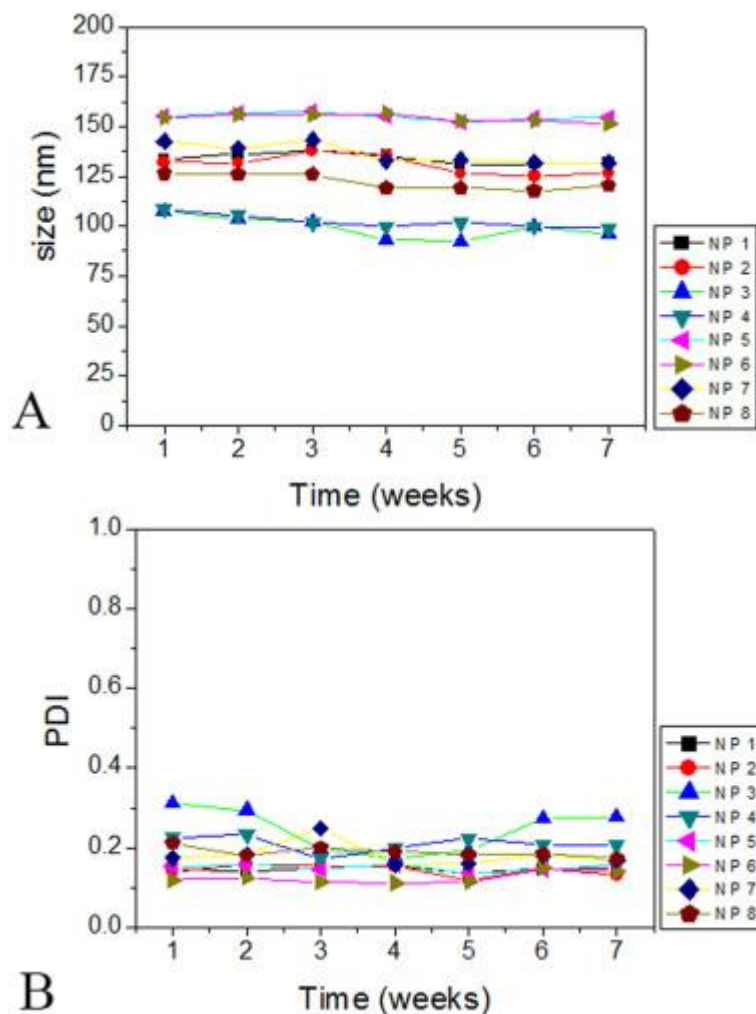 A
size (nm)
200
175
150
125
100
75
50
25
0
1 2 3 4 5 6 7
Time (weeks)
NP 1
NP 2
NP 3
NP 4
NP 5
NP 6
NP 7
NP 8
B
PDI
1.0
0.8
0.6
0.4
0.2
0.0
1 2 3 4 5 6 7
Time (weeks)
NP 1
NP 2
NP 3
NP 4
NP 5
NP 6
NP 7
NP 8